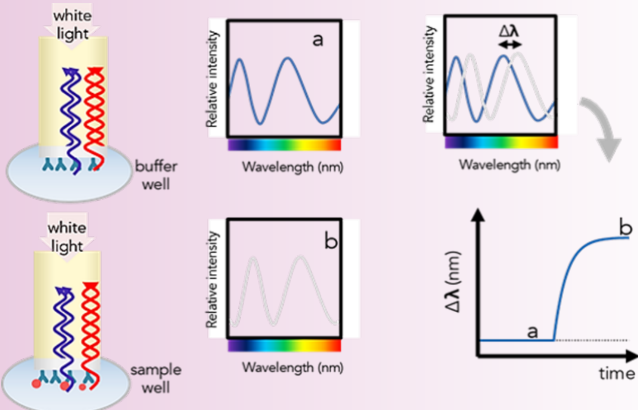 white
light
buffer
well
Relative intensity
a
Wavelength (nm)
Relative intensity
Δλ
Wavelength (nm)
white
light
sample
well
Relative intensity
b
Wavelength (nm)
Δλ (nm)
a
b
time